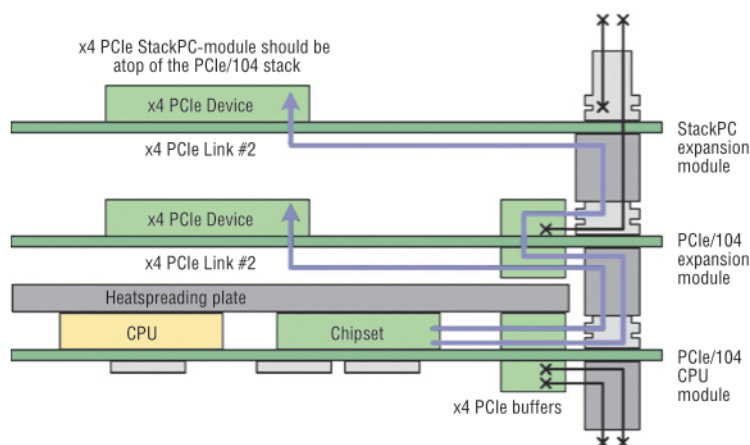 x4 PCIe StackPC-module should be
atop of the PCIe/104 stack
x4 PCIe Device
x4 PCIe Link #2
StackPC
expansion
module
x4 PCIe Device
x4 PCIe Link #2
PCIe/104
expansion
module
Heatspreading plate
CPU
Chipset
PCIe/104
CPU
module
x4 PCIe buffers